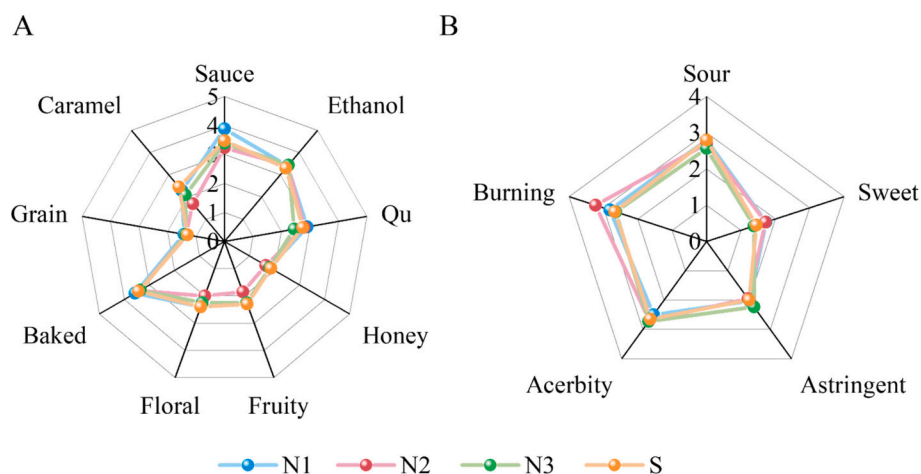 A
B
Sauce
Sour
Caramel
Ethanol
5
4
3
2
1
0
4
3
2
1
0
Grain
Qu
Burning
Sweet
Baked
Honey
Floral
Fruity
Acerbity
Astringent
N1 N2 N3 S